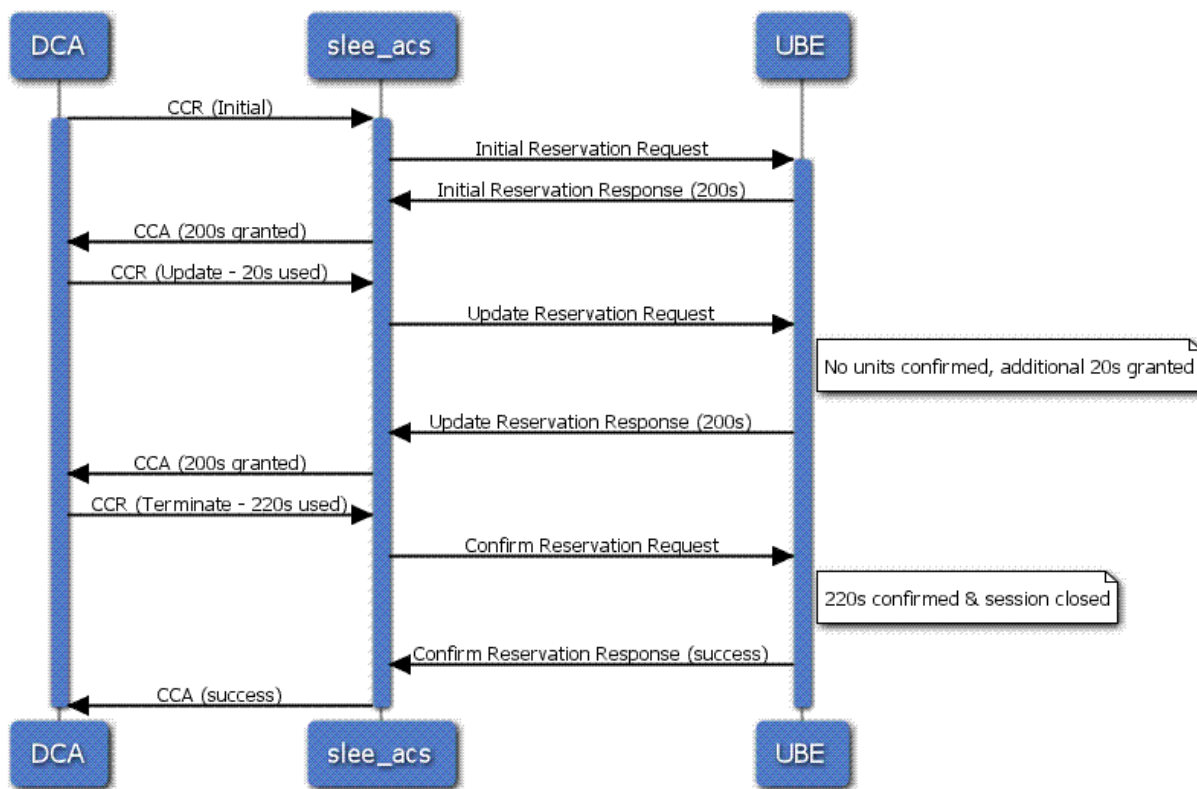 DCA slee_acs UBE
CCR (Initial)
Initial Reservation Request
Initial Reservation Response (200s)
CCA (200s granted)
CCR (Update - 20s used)
Update Reservation Request
No units confirmed, additional 20s granted
Update Reservation Response (200s)
CCA (200s granted)
CCR (Terminate - 220s used)
Confirm Reservation Request
220s confirmed & session closed
Confirm Reservation Response (success)
CCA (success)
DCA slee_acs UBE